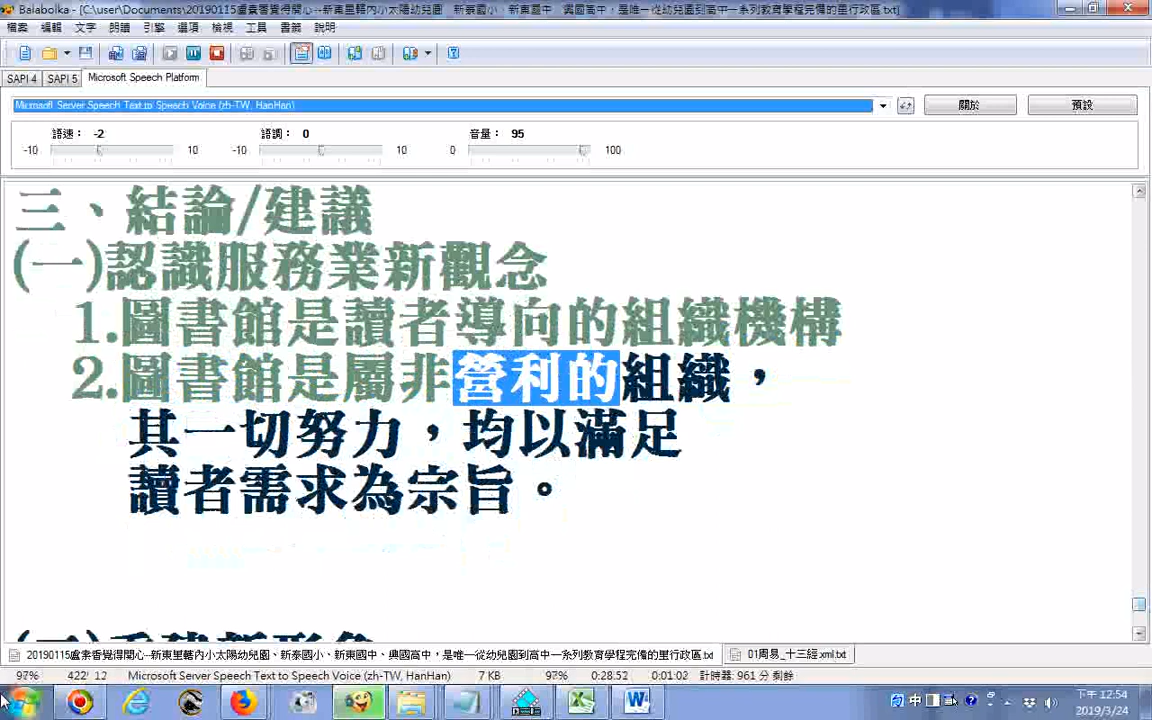 Balabolka - [C:\user\Documents\20190115盧素香覺得開心--新東里轄內小太陽幼兒園、新泰國小、新東國中、興國高中，是唯一從幼兒園到高中一系列教育學程完備的里行政區.txt]
檔案 編輯 文字 朗讀 引擎 選項 檢視 工具 書籤 說明
SAPI 4 SAPI 5 Microsoft Speech Platform
Microsoft Server Speech Text to Speech Voice (zh-TW, HanHan)
關於 預設
語速： -2 語調： 0 音量： 95
-10 10 -10 10 0 100
三、結論/建議
(一)認識服務業新觀念
1.圖書館是讀者導向的組織機構
2.圖書館是屬非營利的組織，
其一切努力，均以滿足
讀者需求為宗旨。
20190115盧素香覺得開心--新東里轄內小太陽幼兒園、新泰國小、新東國中、興國高中，是唯一從幼兒園到高中一系列教育學程完備的里行政區.txt 01周易_十三經.xml.txt
97% 422: 12 Microsoft Server Speech Text to Speech Voice (zh-TW, HanHan) 7 KB 97% 0:28:52 0:01:02 計時器: 961 分 剩餘
中
下午 12:54
2019/3/24